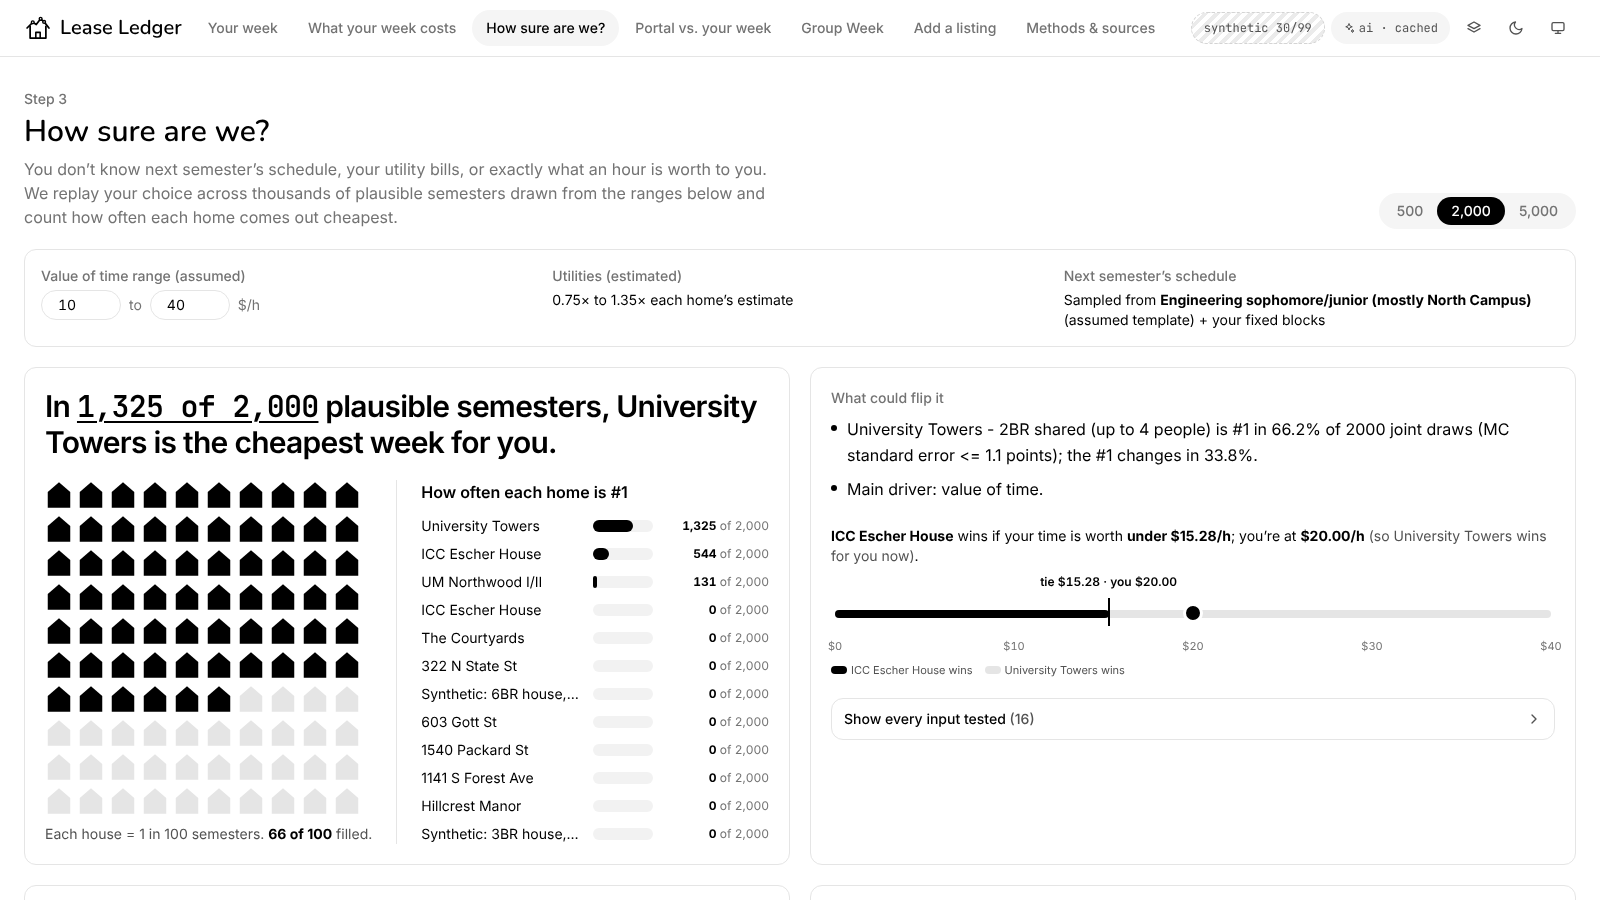 Lease Ledger
Your week
What your week costs
How sure are we?
Portal vs. your week
Group Week
Add a listing
Methods & sources
synthetic 30/99
ai · cached
Step 3
How sure are we?
You don’t know next semester’s schedule, your utility bills, or exactly what an hour is worth to you.
We replay your choice across thousands of plausible semesters drawn from the ranges below and
count how often each home comes out cheapest.
500
2,000
5,000
Value of time range (assumed)
10 to 40 $/h
Utilities (estimated)
0.75× to 1.35× each home’s estimate
Next semester’s schedule
Sampled from Engineering sophomore/junior (mostly North Campus)
(assumed template) + your fixed blocks
In 1,325 of 2,000 plausible semesters, University
Towers is the cheapest week for you.
Each house = 1 in 100 semesters. 66 of 100 filled.
How often each home is #1
University Towers 1,325 of 2,000
ICC Escher House 544 of 2,000
UM Northwood I/II 131 of 2,000
ICC Escher House 0 of 2,000
The Courtyards 0 of 2,000
322 N State St 0 of 2,000
Synthetic: 6BR house,... 0 of 2,000
603 Gott St 0 of 2,000
1540 Packard St 0 of 2,000
1141 S Forest Ave 0 of 2,000
Hillcrest Manor 0 of 2,000
Synthetic: 3BR house,... 0 of 2,000
What could flip it
University Towers - 2BR shared (up to 4 people) is #1 in 66.2% of 2000 joint draws (MC
standard error <= 1.1 points); the #1 changes in 33.8%.
Main driver: value of time.
ICC Escher House wins if your time is worth under $15.28/h; you’re at $20.00/h (so University Towers wins
for you now).
tie $15.28 · you $20.00
$0 $10 $20 $30 $40
ICC Escher House wins
University Towers wins
Show every input tested (16)